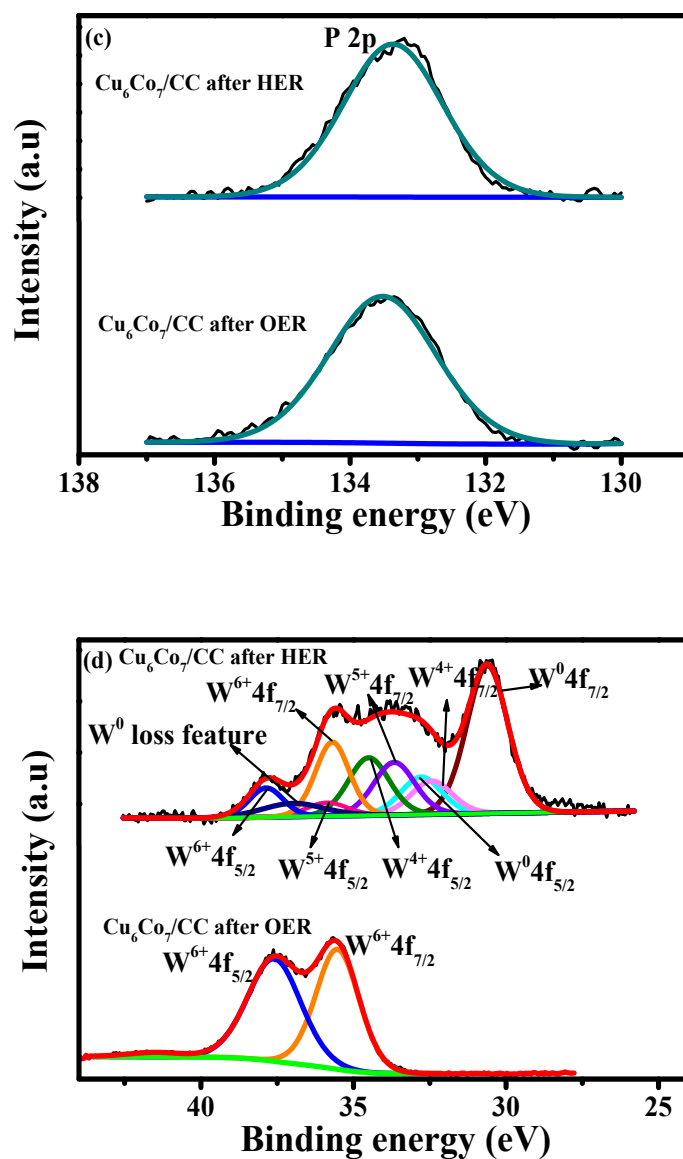 (c)
P 2p
Cu₆Co₇/CC after HER
Cu₆Co₇/CC after OER
Intensity (a.u)
138 136 134 132 130
Binding energy (eV)
(d) Cu₆Co₇/CC after HER
W⁶⁺4f₇/₂
W⁵⁺4f₇/₂
W⁴⁺4f₇/₂
W⁰4f₇/₂
W⁰ loss feature
W⁶⁺4f₅/₂
W⁵⁺4f₅/₂
W⁴⁺4f₅/₂
W⁰4f₅/₂
Cu₆Co₇/CC after OER
W⁶⁺4f₅/₂
W⁶⁺4f₇/₂
Intensity (a.u)
40 35 30 25
Binding energy (eV)